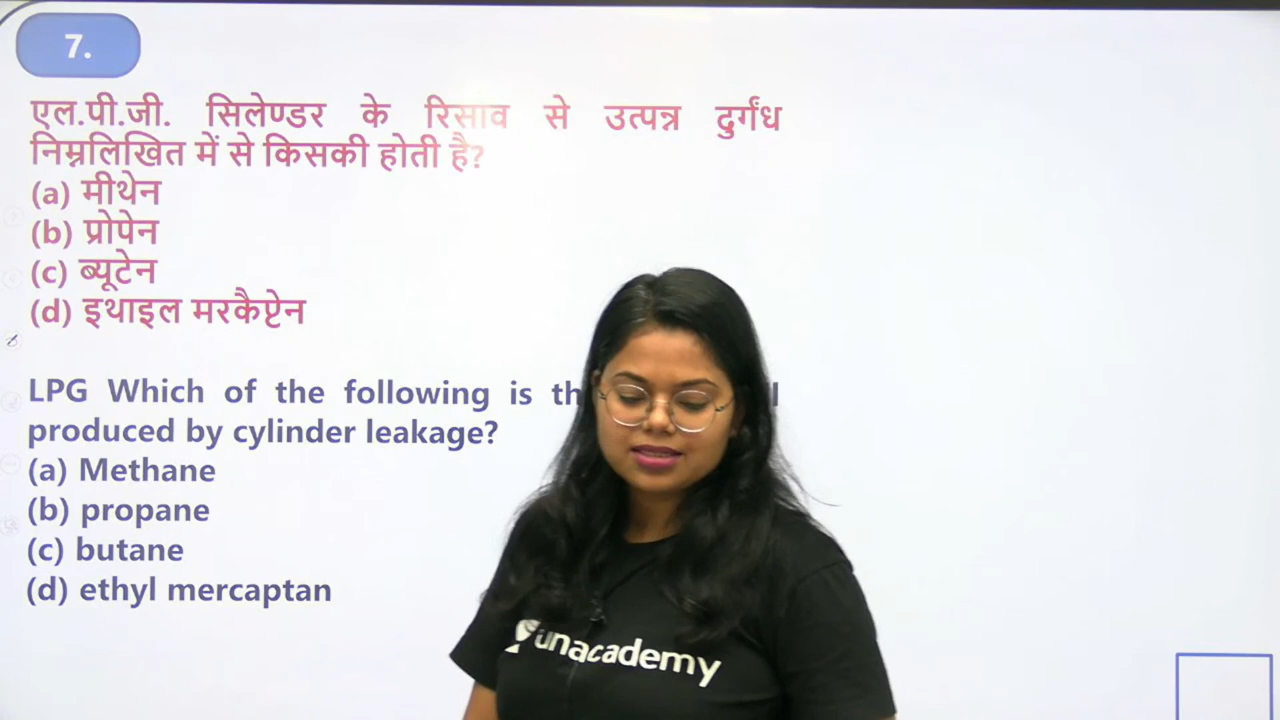 7.
एल.पी.जी. सिलेण्डर के रिसाव से उत्पन्न दुर्गंध
निम्नलिखित में से किसकी होती है?
(a) मीथेन
(b) प्रोपेन
(c) ब्यूटेन
(d) इथाइल मरकैप्टेन
LPG Which of the following is
produced by cylinder leakage?
(a) Methane
(b) propane
(c) butane
(d) ethyl mercaptan
unacademy